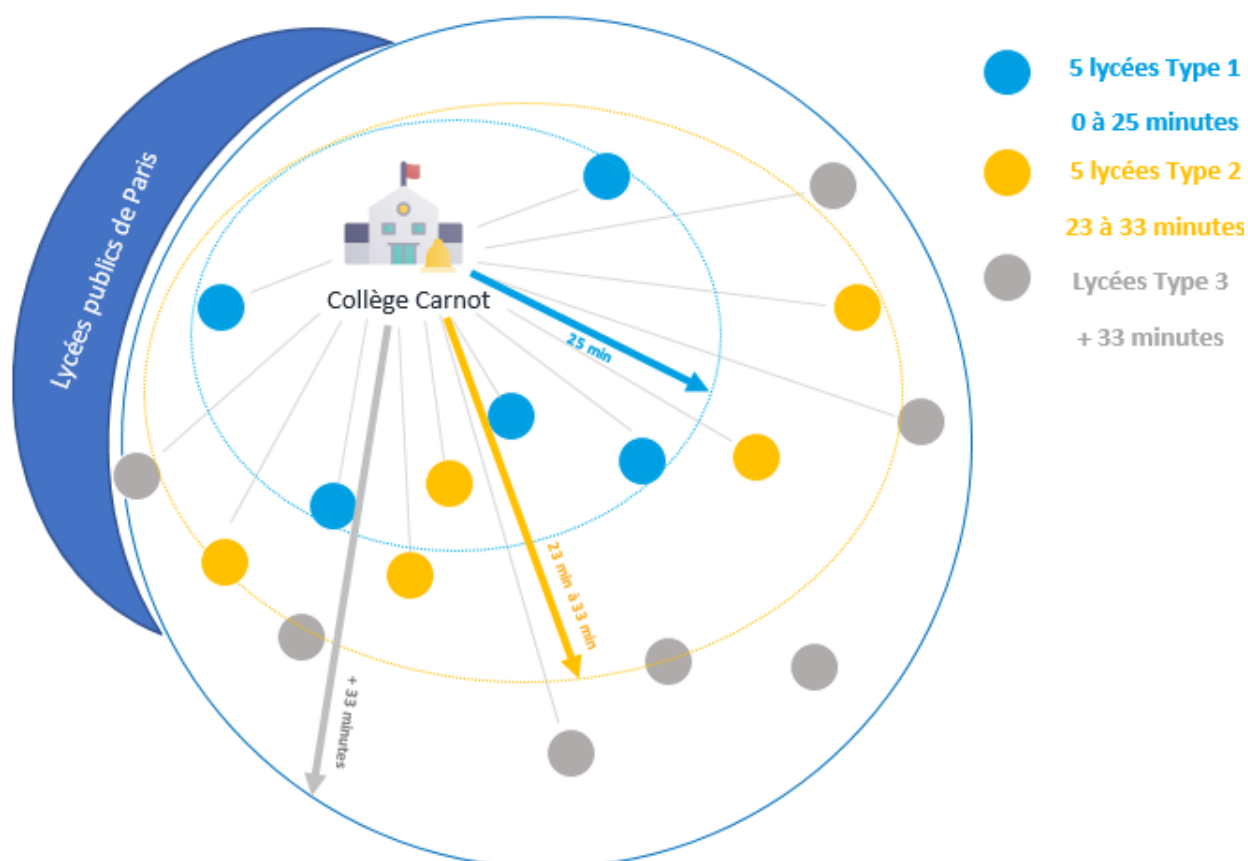 Lycées publics de Paris
Collège Carnot
25 min
23 min à 33 min
+ 33 minutes
5 lycées Type 1
0 à 25 minutes
5 lycées Type 2
23 à 33 minutes
Lycées Type 3
+ 33 minutes